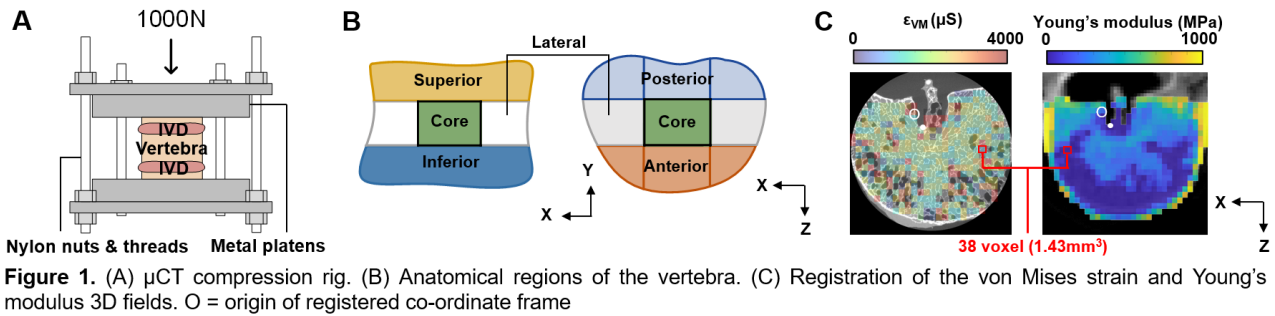 A
1000N
IVD
Vertebra
IVD
Nylon nuts & threads
Metal platens
B
Lateral
Superior
Core
Inferior
Posterior
Core
Anterior
Y
X
X
Z
C
εVM (µS)
0
4000
Young’s modulus (MPa)
0
1000
O
O
X
Z
38 voxel (1.43mm³)
Figure 1. (A) µCT compression rig. (B) Anatomical regions of the vertebra. (C) Registration of the von Mises strain and Young’s
modulus 3D fields. O = origin of registered co-ordinate frame